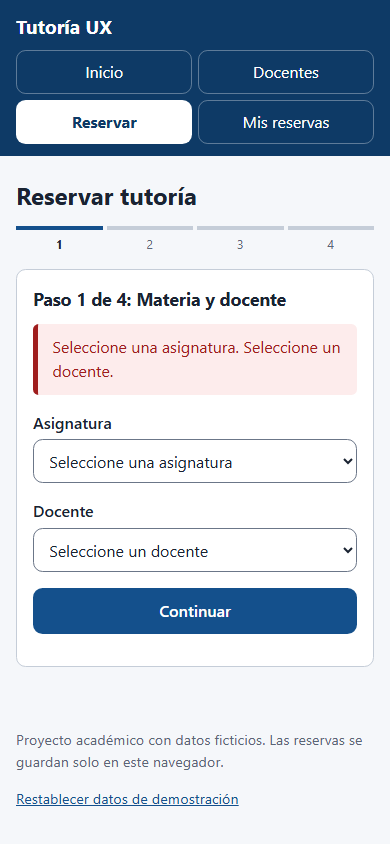 Tutoría UX
Inicio
Docentes
Reservar
Mis reservas
Reservar tutoría
1
2
3
4
Paso 1 de 4: Materia y docente
Seleccione una asignatura. Seleccione un
docente.
Asignatura
Seleccione una asignatura
Docente
Seleccione un docente
Continuar
Proyecto académico con datos ficticios. Las reservas se
guardan solo en este navegador.
Restablecer datos de demostración